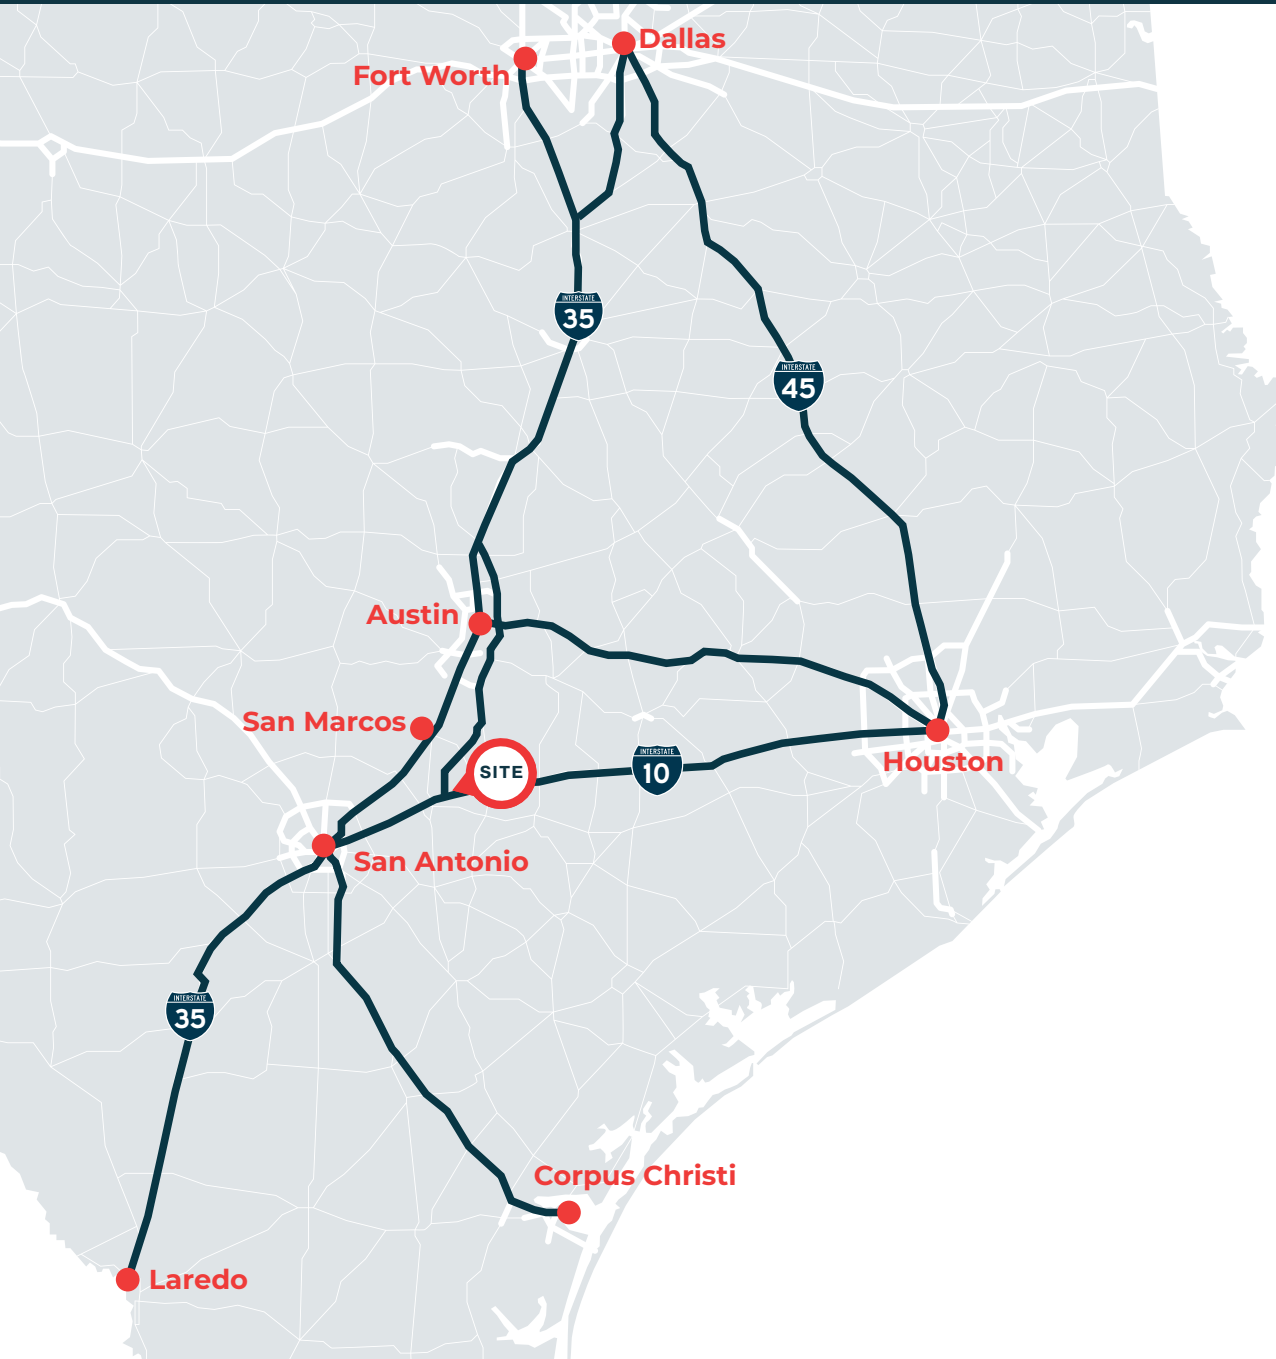 Dallas
Fort Worth
INTERSTATE
35
INTERSTATE
45
Austin
San Marcos
SITE
INTERSTATE
10
Houston
San Antonio
INTERSTATE
35
Corpus Christi
Laredo